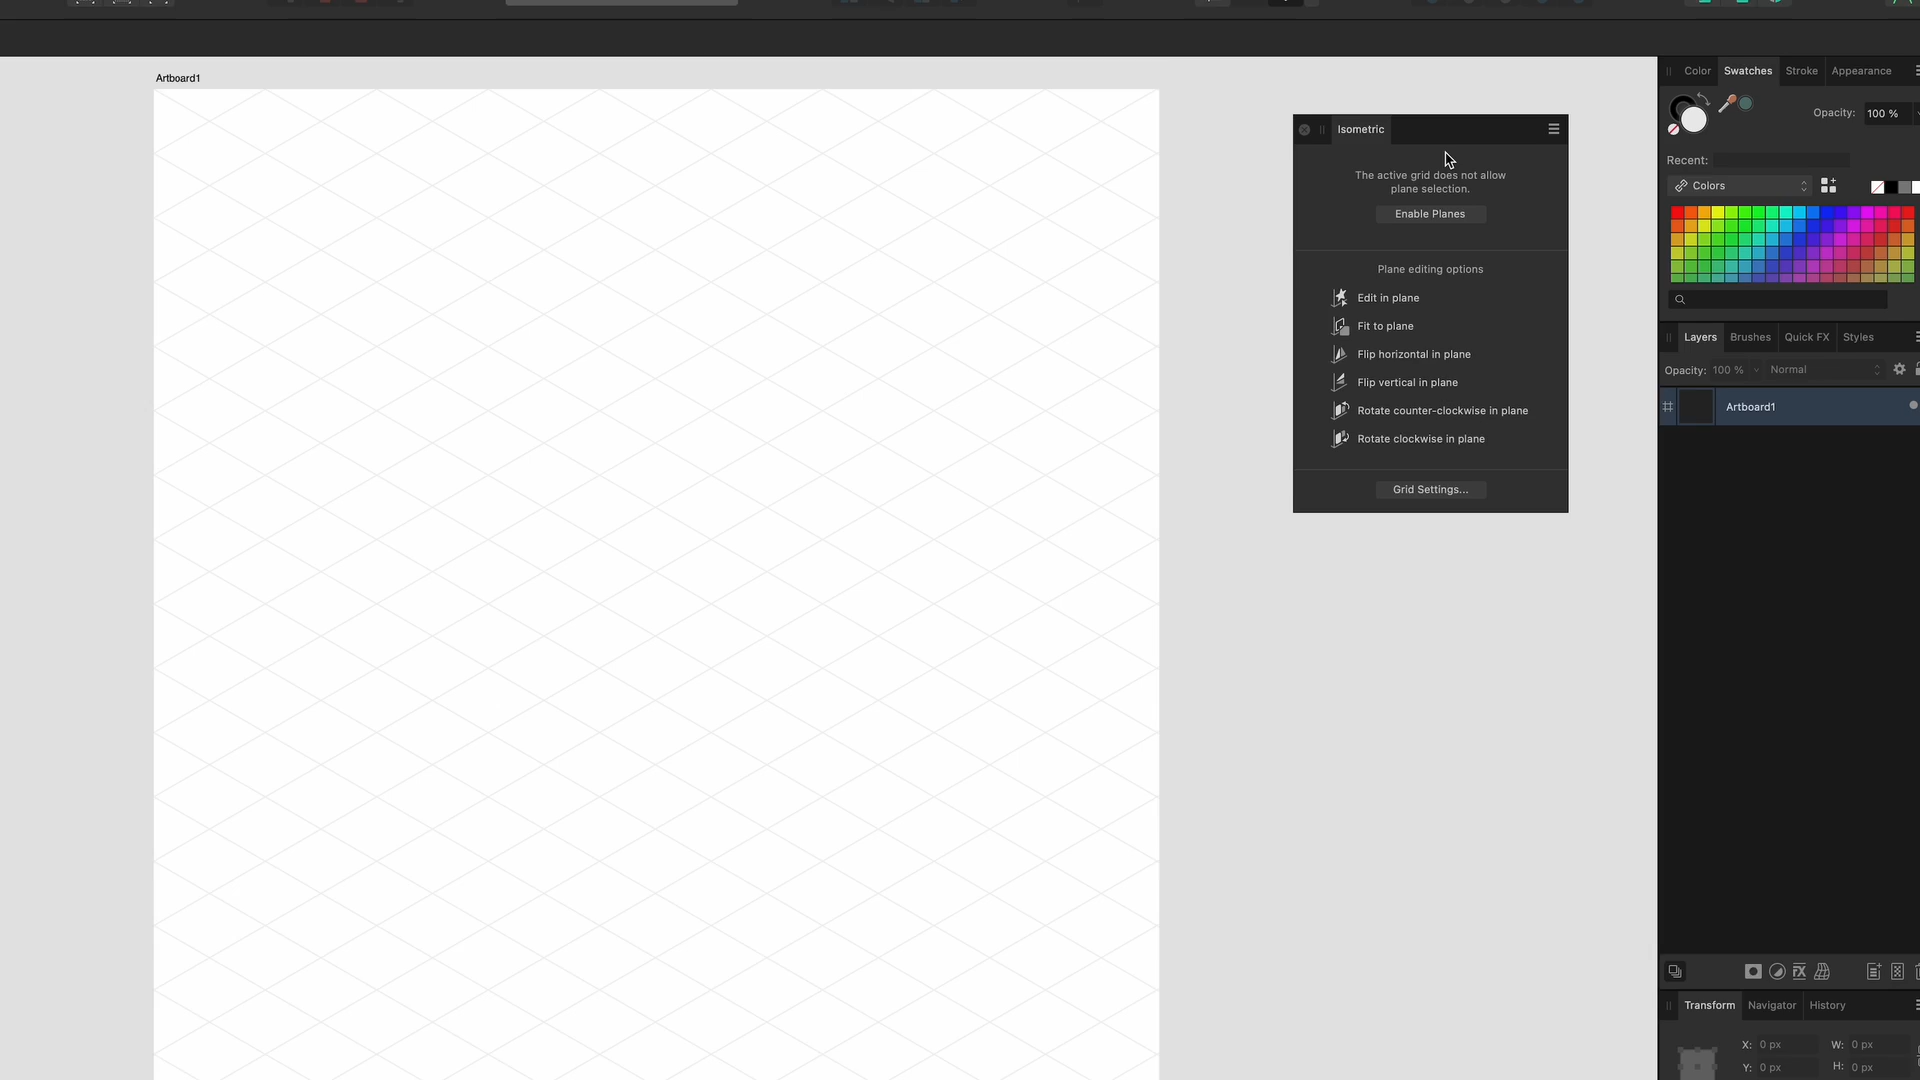 Artboard1
Isometric
The active grid does not allow
plane selection.
Enable Planes
Plane editing options
Edit in plane
Fit to plane
Flip horizontal in plane
Flip vertical in plane
Rotate counter-clockwise in plane
Rotate clockwise in plane
Grid Settings...
Color Swatches Stroke Appearance
Opacity: 100 %
Recent:
Colors
Layers Brushes Quick FX Styles
Opacity: 100 % Normal
Artboard1
Transform Navigator History
X: 0 px W: 0 px
Y: 0 px H: 0 px